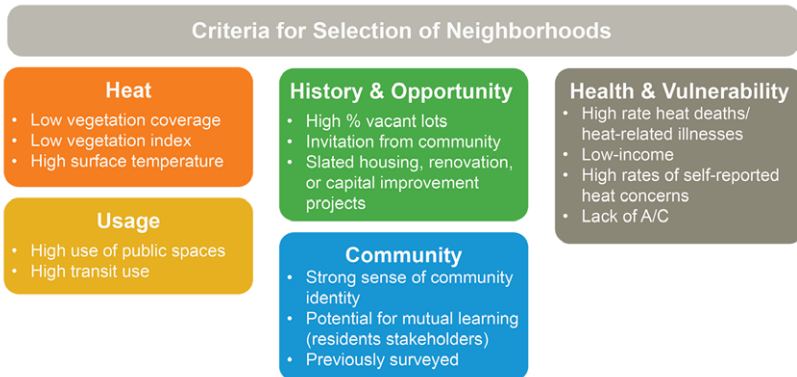 Criteria for Selection of Neighborhoods
Heat
• Low vegetation coverage
• Low vegetation index
• High surface temperature
Usage
• High use of public spaces
• High transit use
History & Opportunity
• High % vacant lots
• Invitation from community
• Slated housing, renovation,
or capital improvement
projects
Community
• Strong sense of community
identity
• Potential for mutual learning
(residents stakeholders)
• Previously surveyed
Health & Vulnerability
• High rate heat deaths/
heat-related illnesses
• Low-income
• High rates of self-reported
heat concerns
• Lack of A/C